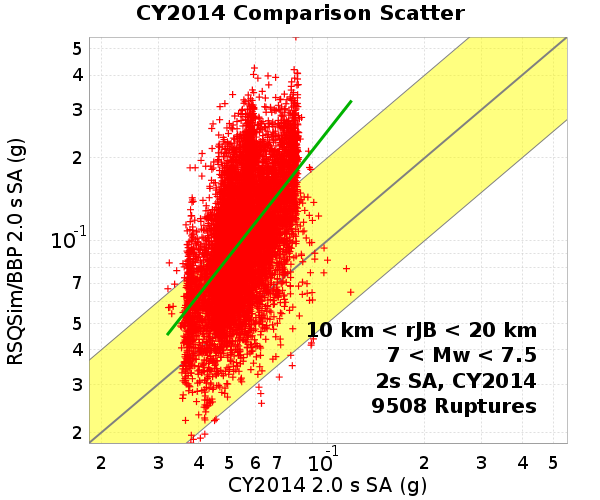 CY2014 Comparison Scatter
RSQSim/BBP 2.0 s SA (g)
5
4
3
2
10-1
7
5
4
3
2
10 km < rJB < 20 km
7 < Mw < 7.5
2s SA, CY2014
9508 Ruptures
2 3 4 5 6 7 10-1 2 3 4 5
CY2014 2.0 s SA (g)